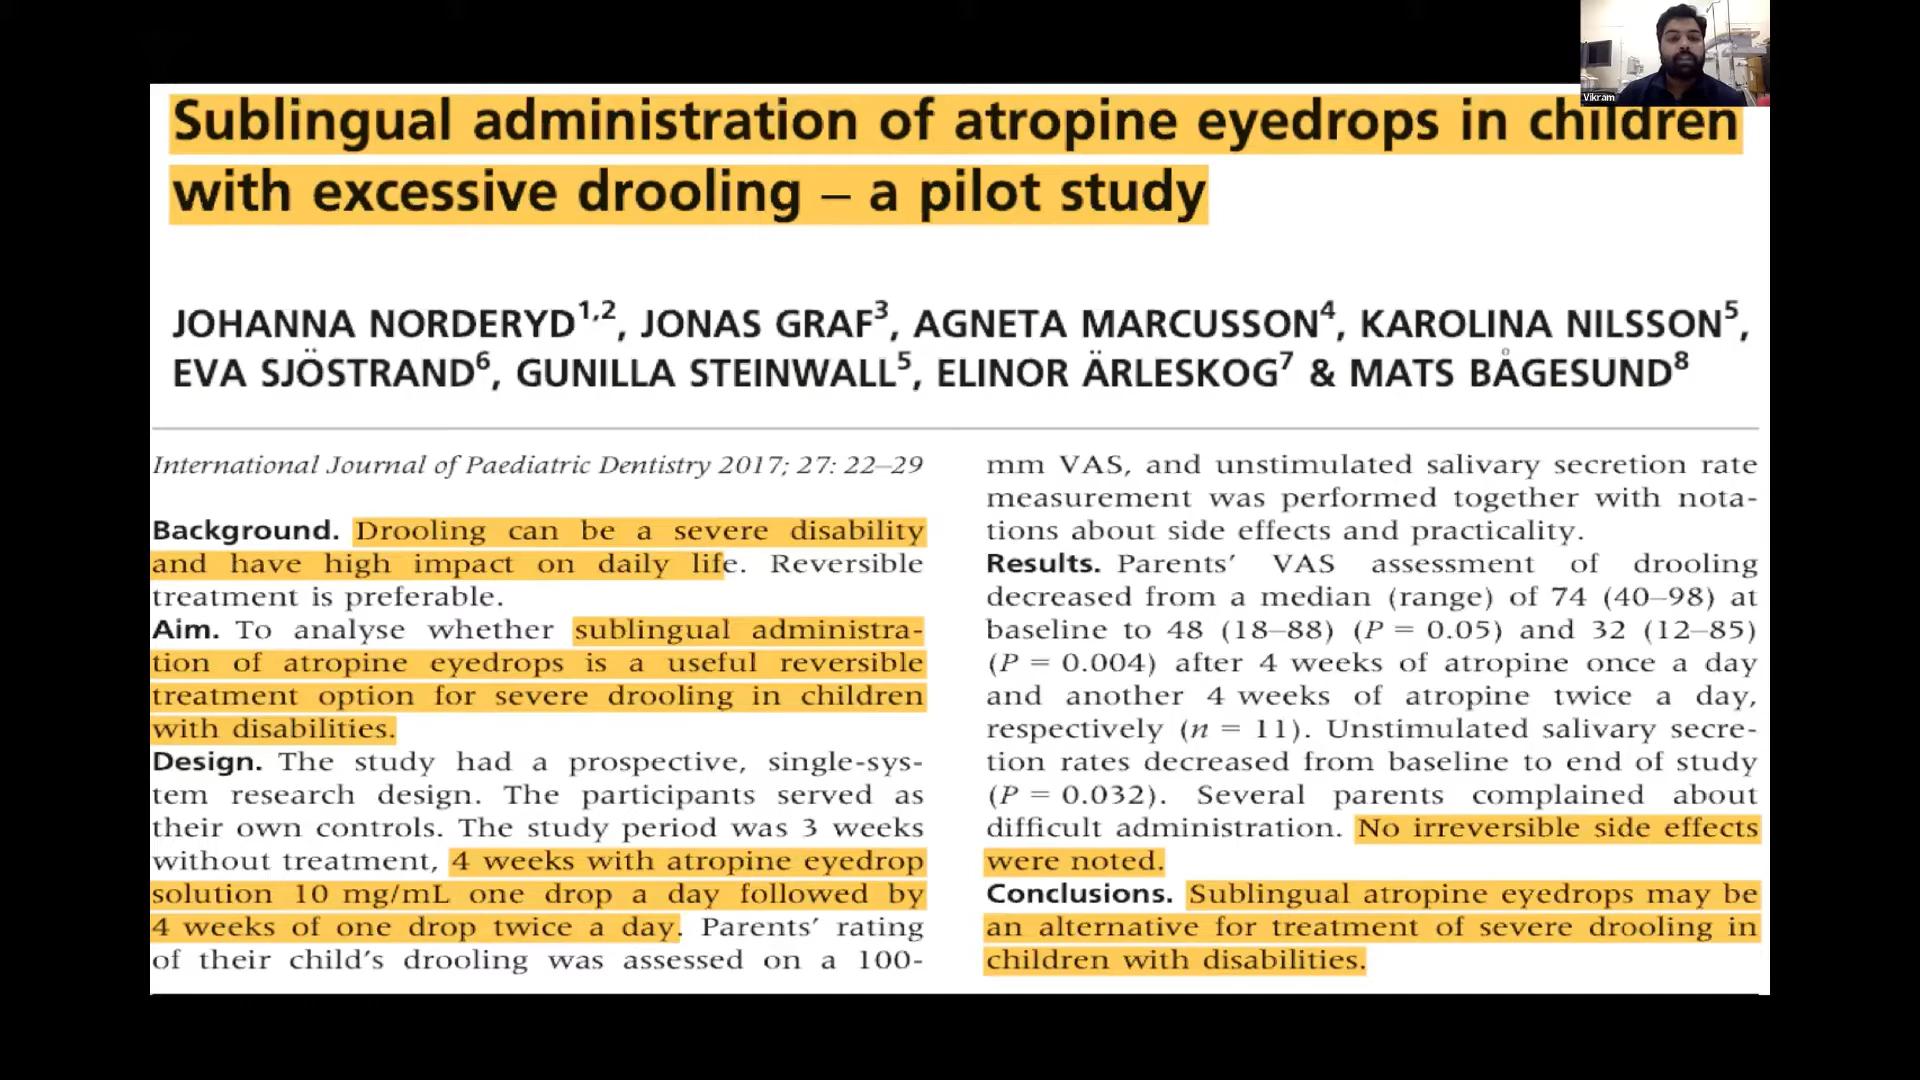 Vikram
Sublingual administration of atropine eyedrops in children
with excessive drooling – a pilot study
JOHANNA NORDERYD1,2, JONAS GRAF3, AGNETA MARCUSSON4, KAROLINA NILSSON5,
EVA SJÖSTRAND6, GUNILLA STEINWALL5, ELINOR ÄRLESKOG7 & MATS BÅGESUND8
International Journal of Paediatric Dentistry 2017; 27: 22–29
Background. Drooling can be a severe disability
and have high impact on daily life. Reversible
treatment is preferable.
Aim. To analyse whether sublingual administra-
tion of atropine eyedrops is a useful reversible
treatment option for severe drooling in children
with disabilities.
Design. The study had a prospective, single-sys-
tem research design. The participants served as
their own controls. The study period was 3 weeks
without treatment, 4 weeks with atropine eyedrop
solution 10 mg/mL one drop a day followed by
4 weeks of one drop twice a day. Parents' rating
of their child's drooling was assessed on a 100-
mm VAS, and unstimulated salivary secretion rate
measurement was performed together with nota-
tions about side effects and practicality.
Results. Parents' VAS assessment of drooling
decreased from a median (range) of 74 (40–98) at
baseline to 48 (18–88) (P = 0.05) and 32 (12–85)
(P = 0.004) after 4 weeks of atropine once a day
and another 4 weeks of atropine twice a day,
respectively (n = 11). Unstimulated salivary secre-
tion rates decreased from baseline to end of study
(P = 0.032). Several parents complained about
difficult administration. No irreversible side effects
were noted.
Conclusions. Sublingual atropine eyedrops may be
an alternative for treatment of severe drooling in
children with disabilities.